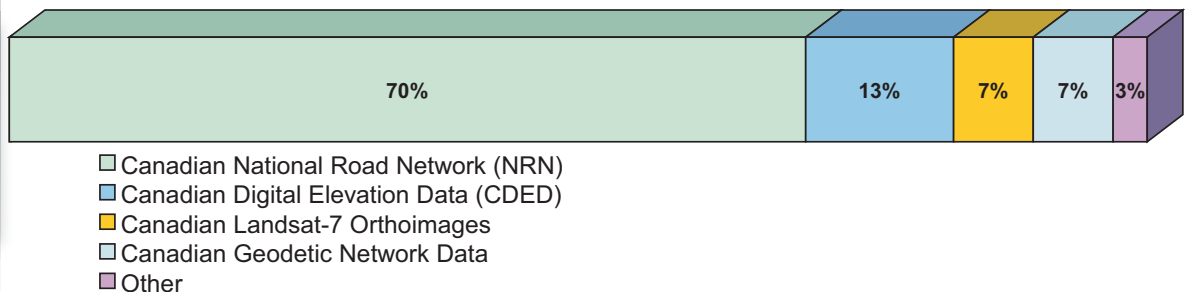 70% 13% 7% 7% 3%
Canadian National Road Network (NRN)
Canadian Digital Elevation Data (CDED)
Canadian Landsat-7 Orthoimages
Canadian Geodetic Network Data
Other